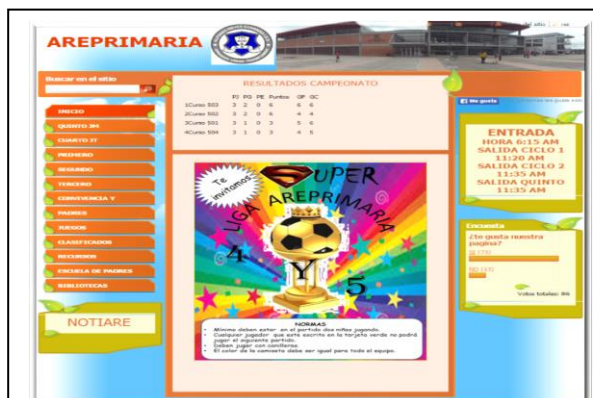 AREPRIMARIA
Buscar en el sitio
INICIO
QUINTO JM
CUARTO JT
PRIMERO
SEGUNDO
TERCERO
CONVIVENCIA Y
PADRES
JUEGOS
CLASIFICADOS
RECURSOS
ESCUELA DE PADRES
BIBLIOTECAS
NOTIARE
RESULTADOS CAMPEONATO
PJ PG PE Puntos GF GC
1Curso 503 3 2 0 6 6 6
2Curso 502 3 2 0 6 4 4
3Curso 501 3 1 0 3 5 6
4Curso 504 3 1 0 3 4 5
Te
invitamos
SUPER
LIGA AREPRIMARIA
4 Y 5
NORMAS
Mínimo deben estar en el partido dos niñas jugando.
Cualquier jugador que este escrito en la tarjeta verde no podrá
jugar el siguiente partido.
Deben jugar con canilleras.
El color de la camiseta debe ser igual para todo el equipo.
Me gusta
ENTRADA
HORA 6:15 AM
SALIDA CICLO 1
11:20 AM
SALIDA CICLO 2
11:35 AM
SALIDA QUINTO
11:35 AM
Encuesta
¿te gusta nuestra
pagina?
Votos totales: